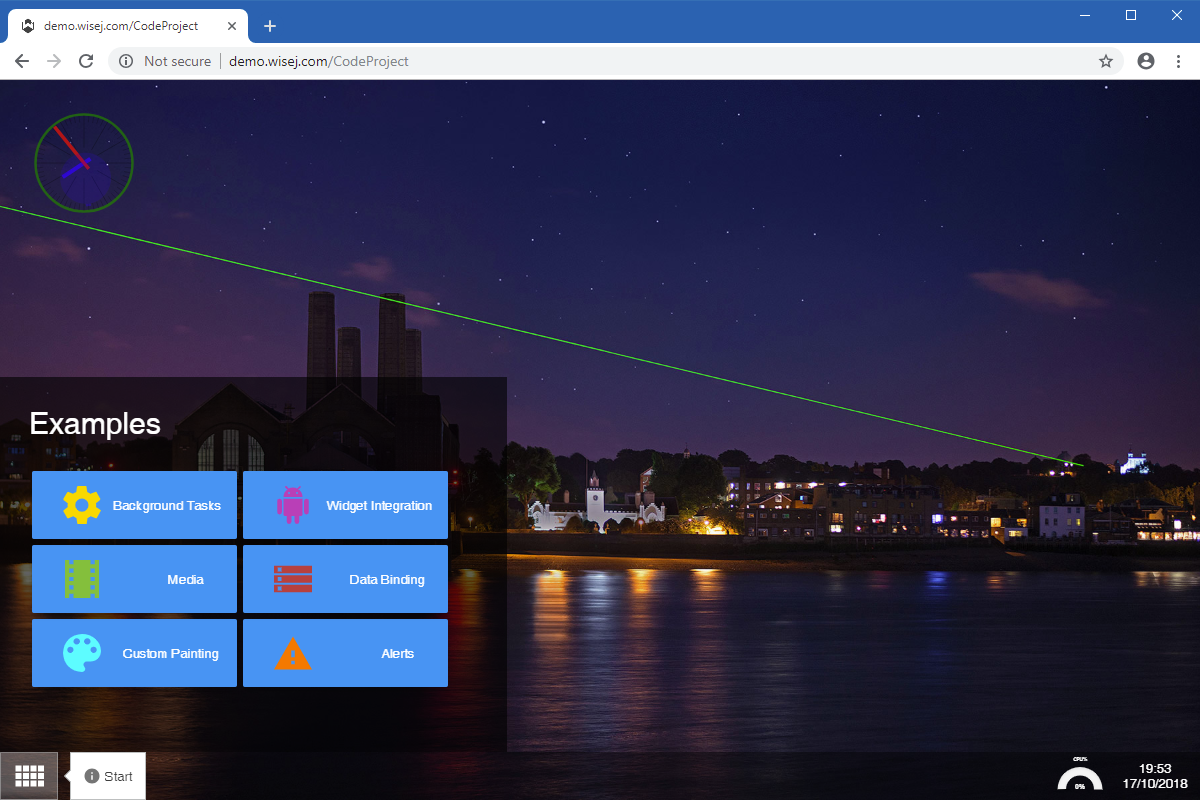 demo.wisej.com/CodeProject
Not secure
demo.wisej.com/CodeProject
Examples
Background Tasks
Widget Integration
Media
Data Binding
Custom Painting
Alerts
Start
CPU%
0%
19:53
17/10/2018